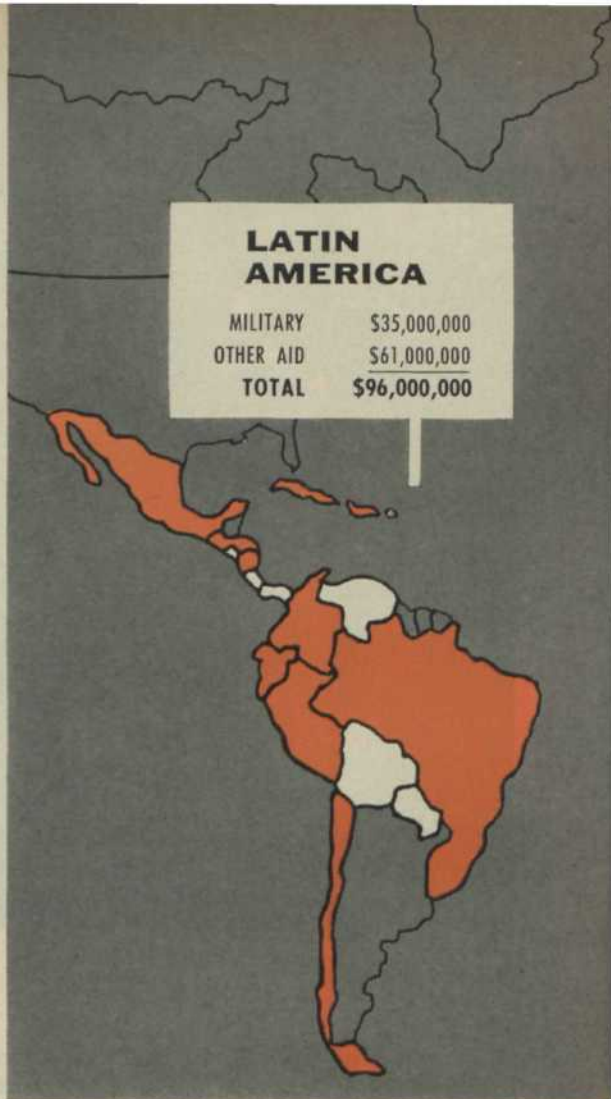 LATIN
AMERICA
MILITARY $35,000,000
OTHER AID $61,000,000
TOTAL $96,000,000